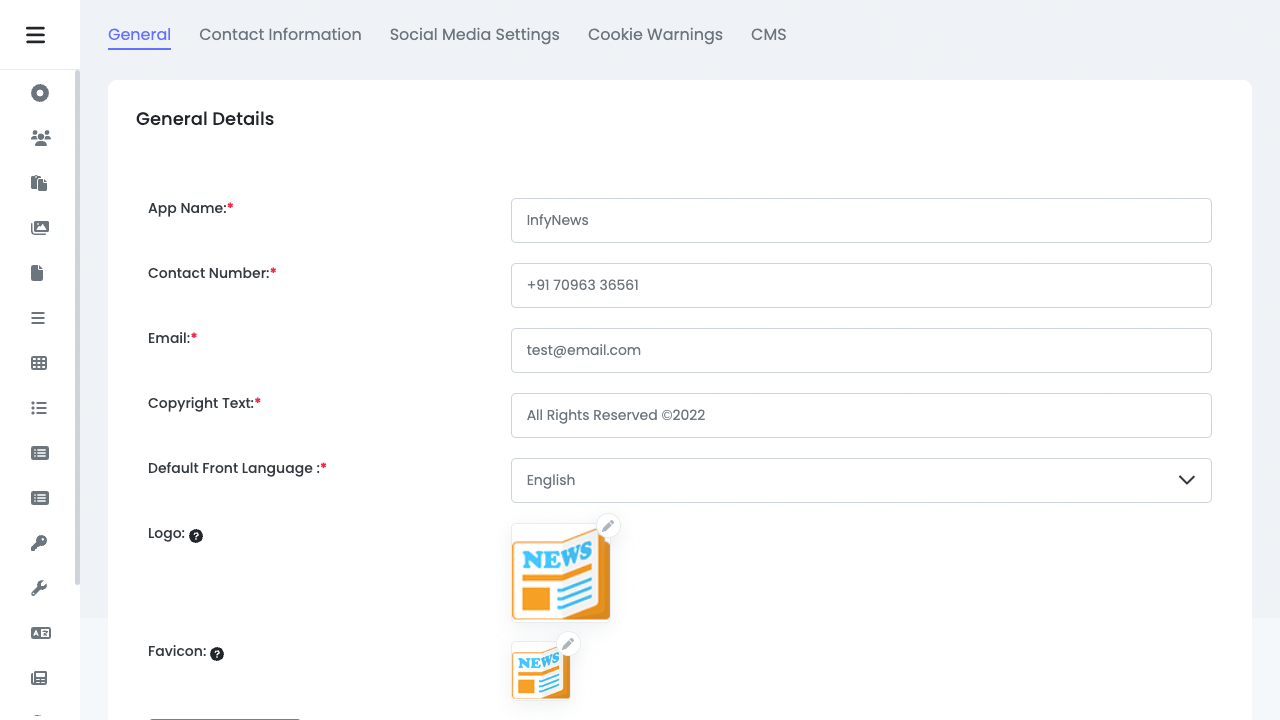 General Contact Information Social Media Settings Cookie Warnings CMS
General Details
App Name:*
InfyNews
Contact Number:*
+91 70963 36561
Email:*
test@email.com
Copyright Text:*
All Rights Reserved ©2022
Default Front Language :*
English
Logo: ?
NEWS
Favicon: ?
NEWS